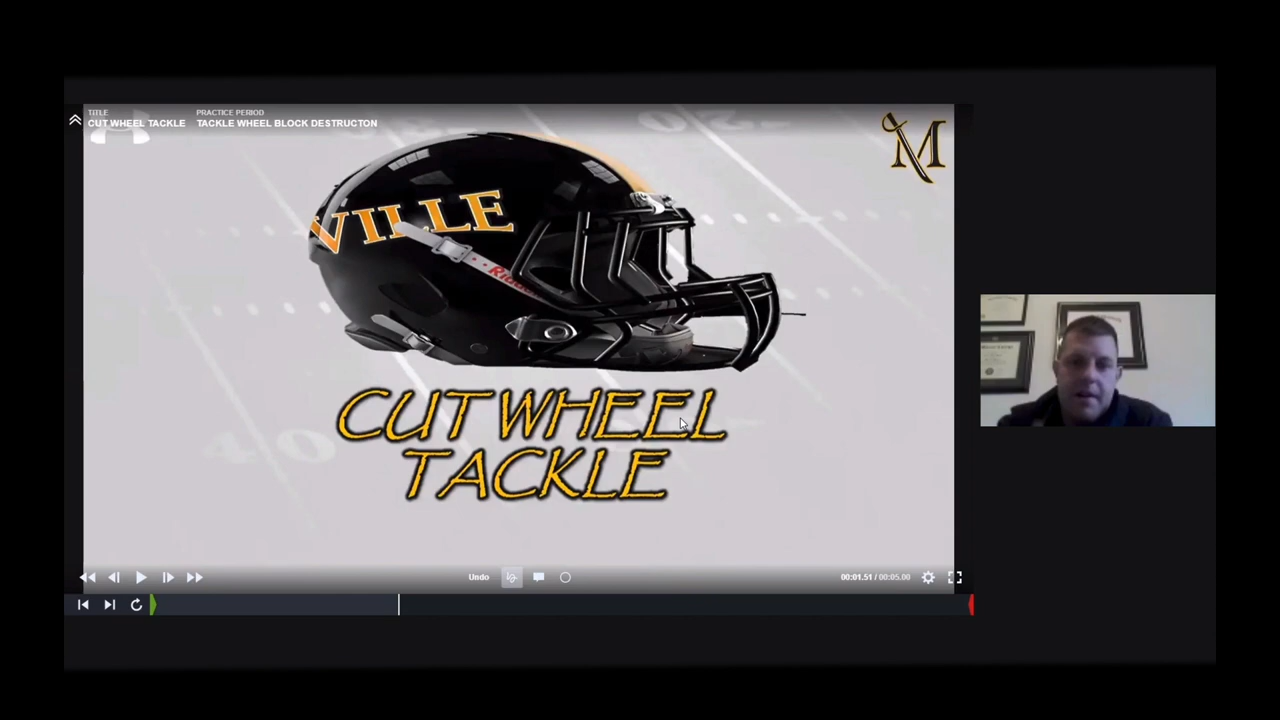 TITLE
PRACTICE PERIOD
CUT WHEEL TACKLE
TACKLE WHEEL BLOCK DESTRUCTON
M
VILLE
CUT WHEEL
TACKLE
40
Undo
00:01.51 / 00:05.00